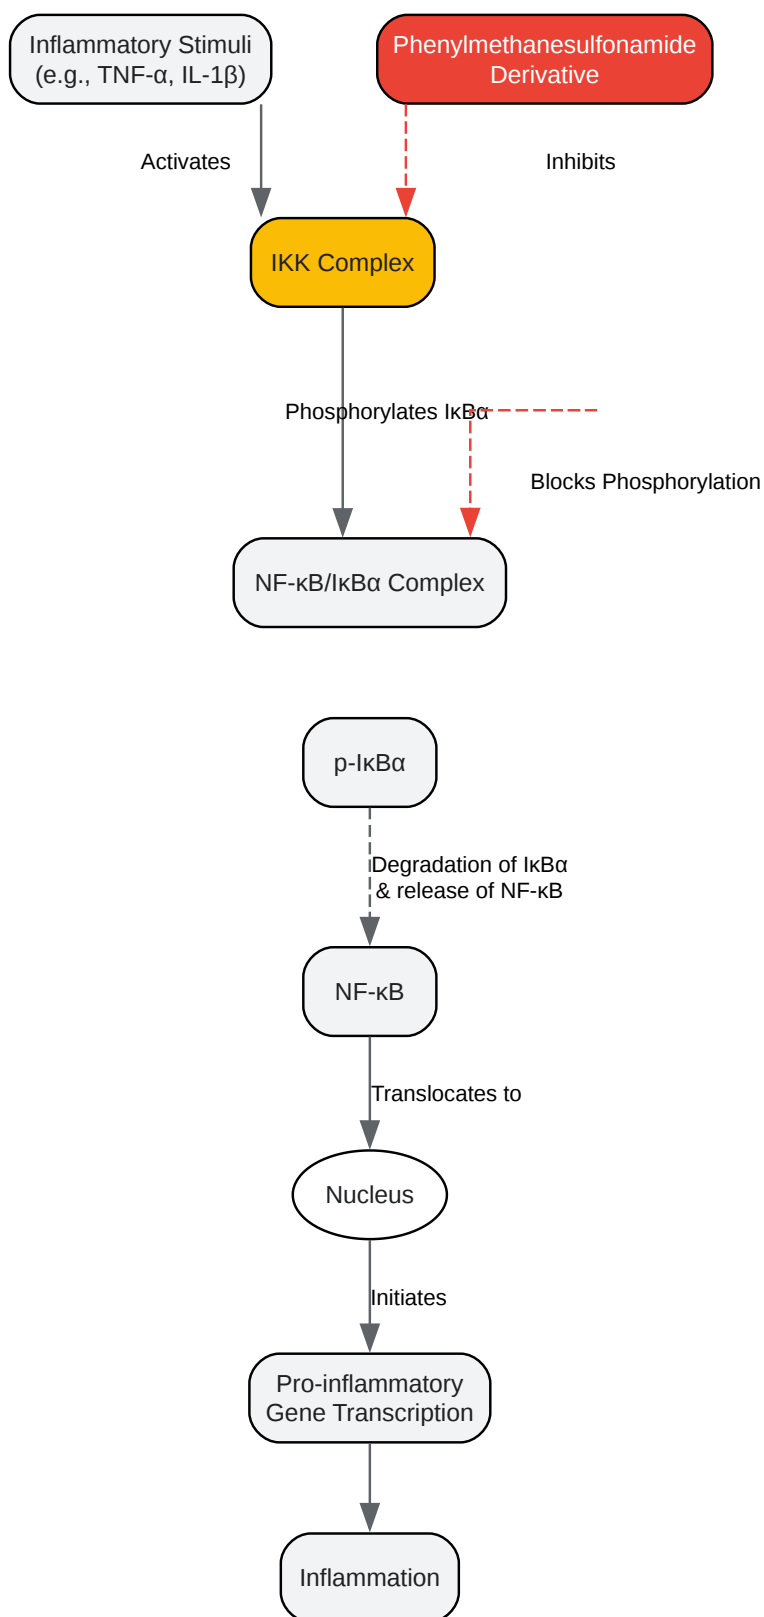 Inflammatory Stimuli
(e.g., TNF-α, IL-1β)
Phenylmethanesulfonamide
Derivative
Activates
Inhibits
IKK Complex
Phosphorylates IκBα
Blocks Phosphorylation
NF-κB/IκBα Complex
p-IκBα
Degradation of IκBα
& release of NF-κB
NF-κB
Translocates to
Nucleus
Initiates
Pro-inflammatory
Gene Transcription
Inflammation